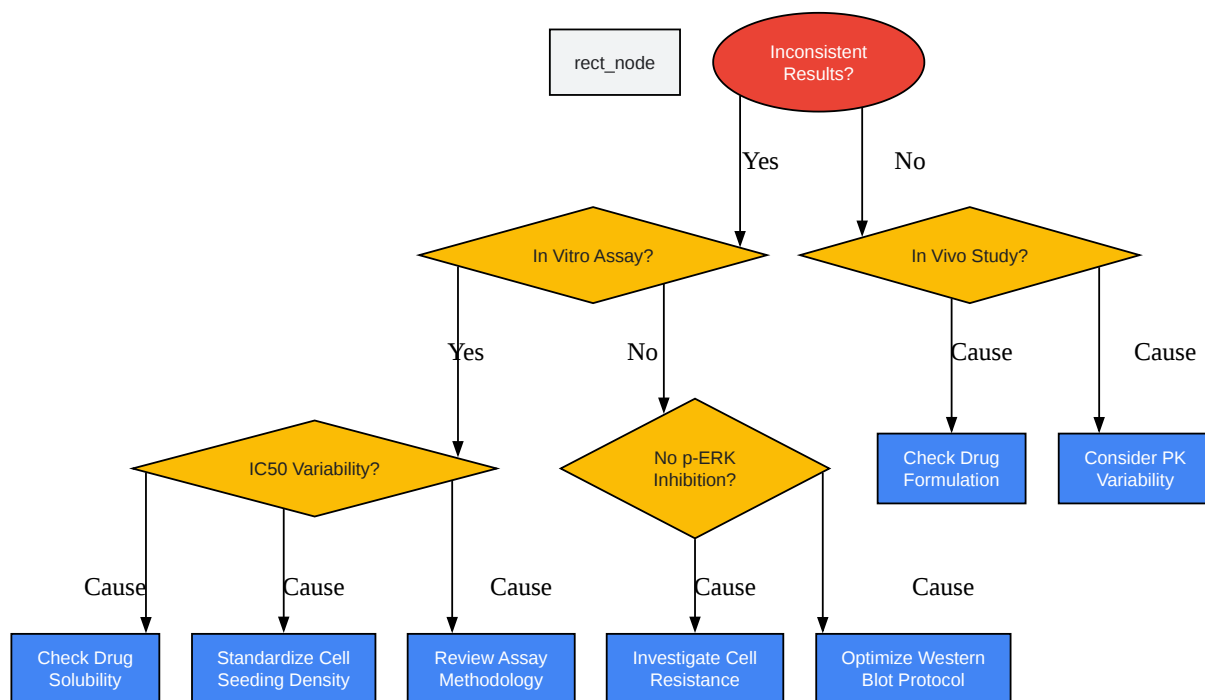 rect_node
Inconsistent
Results?
Yes
No
In Vitro Assay?
In Vivo Study?
Yes
No
Cause
Cause
IC50 Variability?
No p-ERK
Inhibition?
Check Drug
Formulation
Consider PK
Variability
Cause
Cause
Cause
Cause
Cause
Check Drug
Solubility
Standardize Cell
Seeding Density
Review Assay
Methodology
Investigate Cell
Resistance
Optimize Western
Blot Protocol